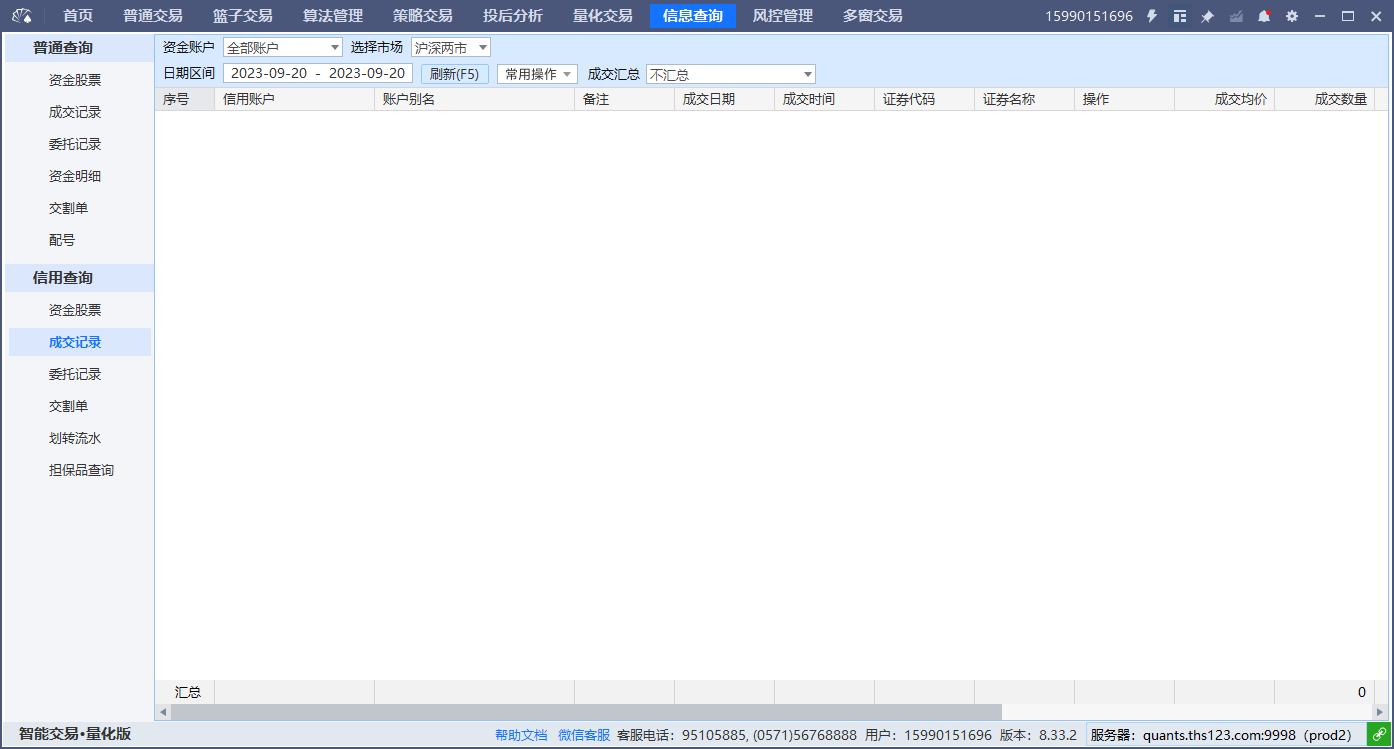 首页 普通交易 篮子交易 算法管理 策略交易 投后分析 量化交易 信息查询 风控管理 多窗交易 15990151696
普通查询
资金股票
成交记录
委托记录
资金明细
交割单
配号
信用查询
资金股票
成交记录
委托记录
交割单
划转流水
担保品查询
资金账户 全部账户 选择市场 沪深两市
日期区间 2023-09-20 - 2023-09-20 刷新(F5) 常用操作 成交汇总 不汇总
序号 信用账户 账户别名 备注 成交日期 成交时间 证券代码 证券名称 操作 成交均价 成交数量
汇总 0
智能交易•量化版 帮助文档 微信客服 客服电话：95105885, (0571)56768888 用户：15990151696 版本：8.33.2 服务器：quants.ths123.com:9998（prod2）